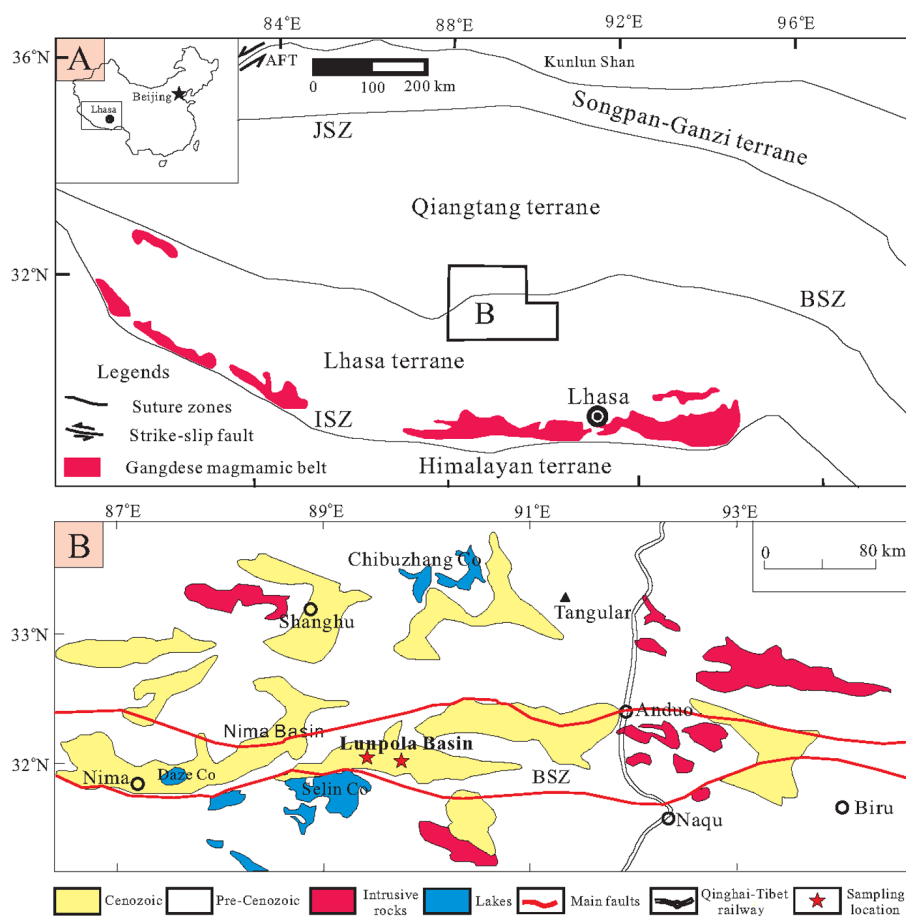 84°E 88°E 92°E 96°E
36°N
A
AFT
Kunlun Shan
0 100 200 km
Beijing
Lhasa
JSZ
Songpan-Ganzi terrane
Qiangtang terrane
32°N
BSZ
B
Lhasa terrane
Legends
Lhasa
Suture zones
ISZ
Strike-slip fault
Himalayan terrane
Gangdese magmamic belt
87°E 89°E 91°E 93°E
B
0 80 km
Chibuzhang Co
Tangular
Shanghu
33°N
Anduo
Nima Basin
Lunpola Basin
32°N
Nima
Daze Co
BSZ
Selin Co
Biru
Naqu
Cenozoic
Pre-Cenozoic
Intrusive
rocks
Lakes
Main faults
Qinghai-Tibet
railway
Sampling
location